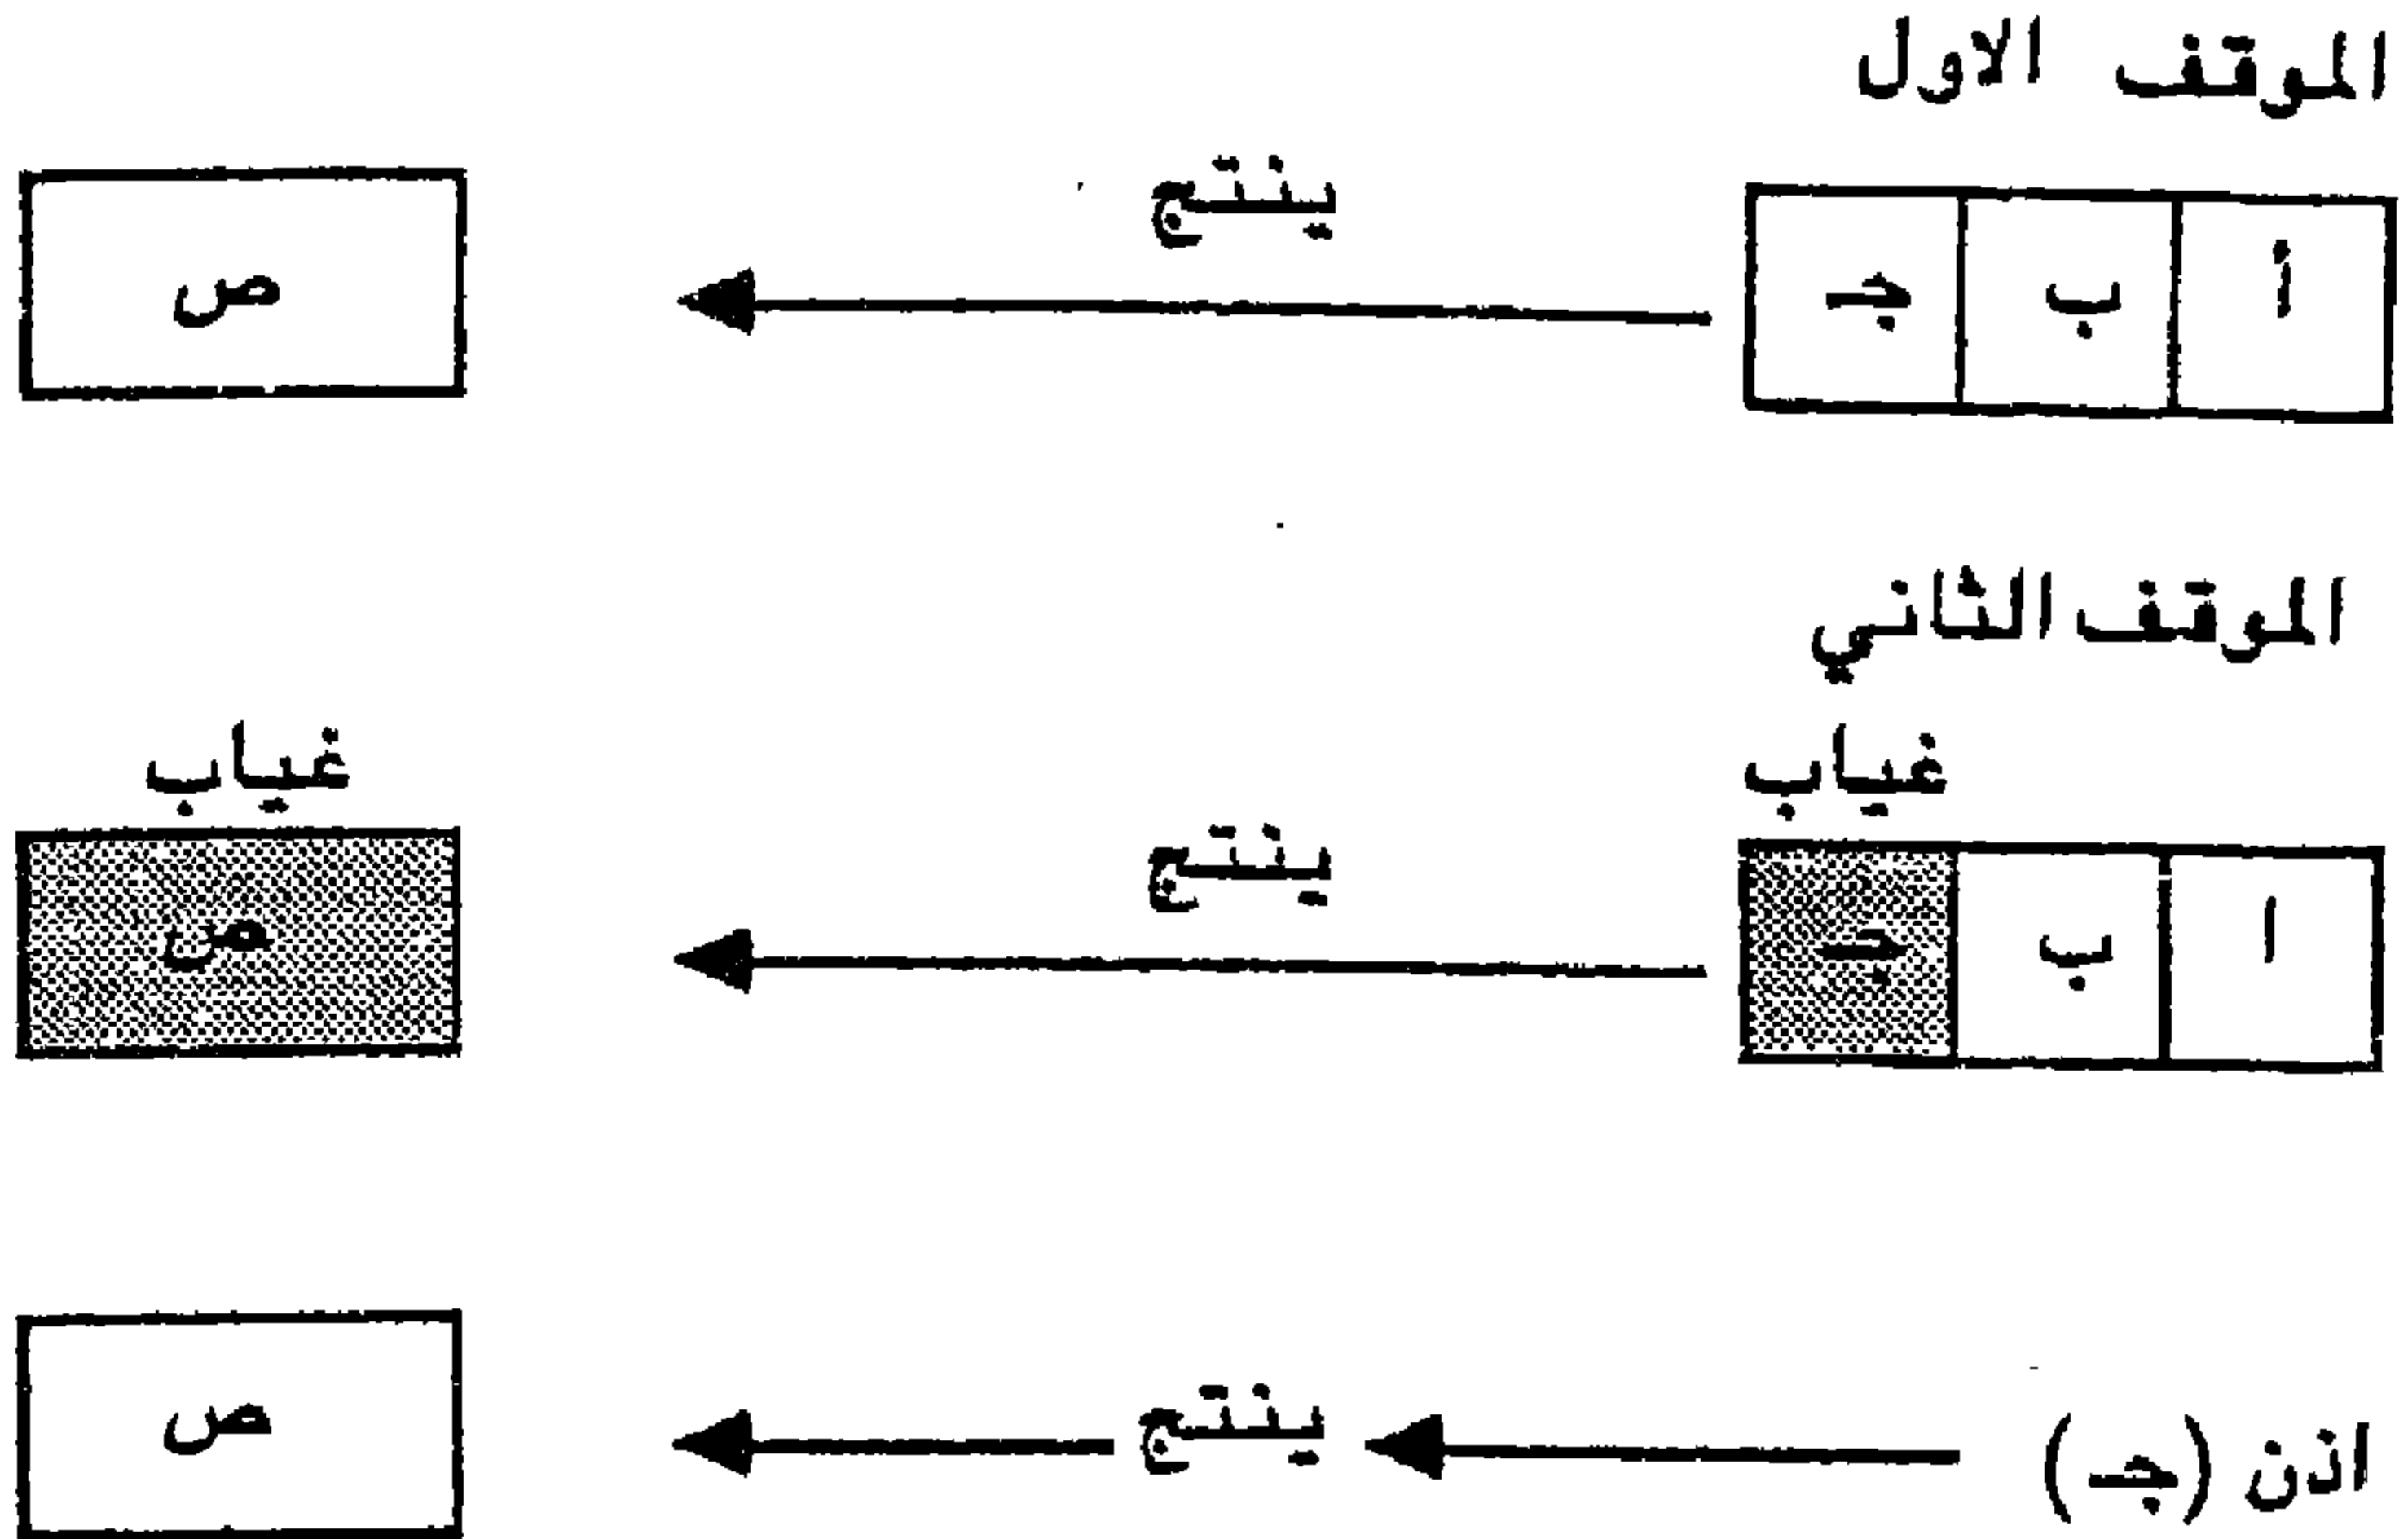 الموقف الاول
ينتج
أ ب جـ ص
الموقف الثاني
غياب غياب
ينتج
ا ب جـ ص
اذن (جـ) ينتج ص